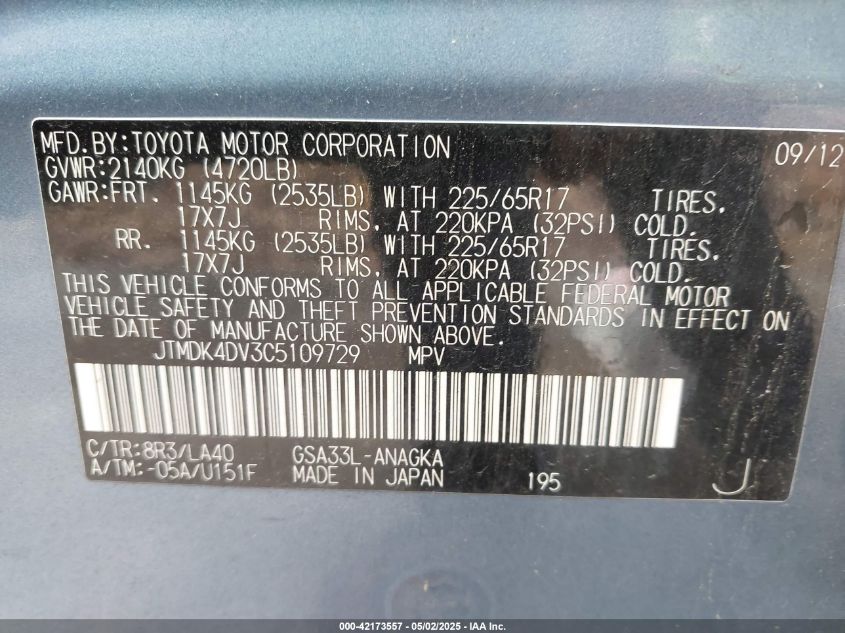 MFD.BY:TOYOTA MOTOR CORPORATION 09/12
GVWR:2140KG (4720LB)
GAWR:FRT. 1145KG (2535LB) WITH 225/65R17 TIRES.
17X7J RIMS, AT 220KPA (32PSI) COLD.
RR. 1145KG (2535LB) WITH 225/65R17 TIRES.
17X7J RIMS, AT 220KPA (32PSI) COLD.
THIS VEHICLE CONFORMS TO ALL APPLICABLE FEDERAL MOTOR
VEHICLE SAFETY AND THEFT PREVENTION STANDARDS IN EFFECT ON
THE DATE OF MANUFACTURE SHOWN ABOVE.
JTMDK4DV3C5109729 MPV
C/TR:8R3/LA40 GSA33L-ANAGKA
A/TM:-05A/U151F MADE IN JAPAN 195 J
000-42173557 - 05/02/2025 - IAA Inc.